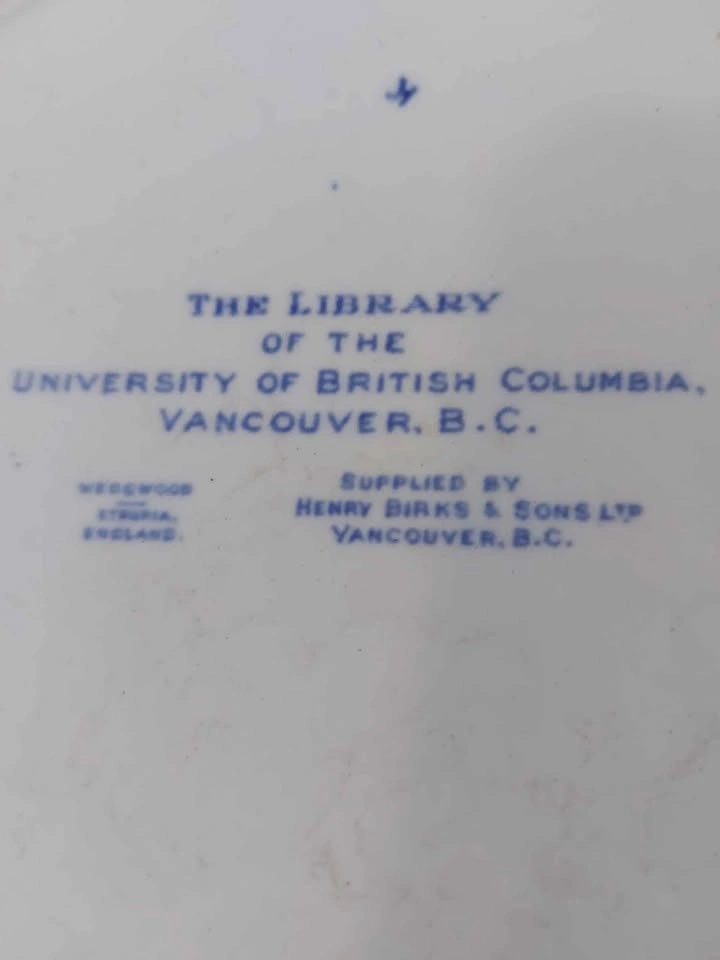 THE LIBRARY
OF THE
UNIVERSITY OF BRITISH COLUMBIA,
VANCOUVER, B.C.
WEDGWOOD
ETRURIA,
ENGLAND.
SUPPLIED BY
HENRY BIRKS & SONS LTD
VANCOUVER, B.C.